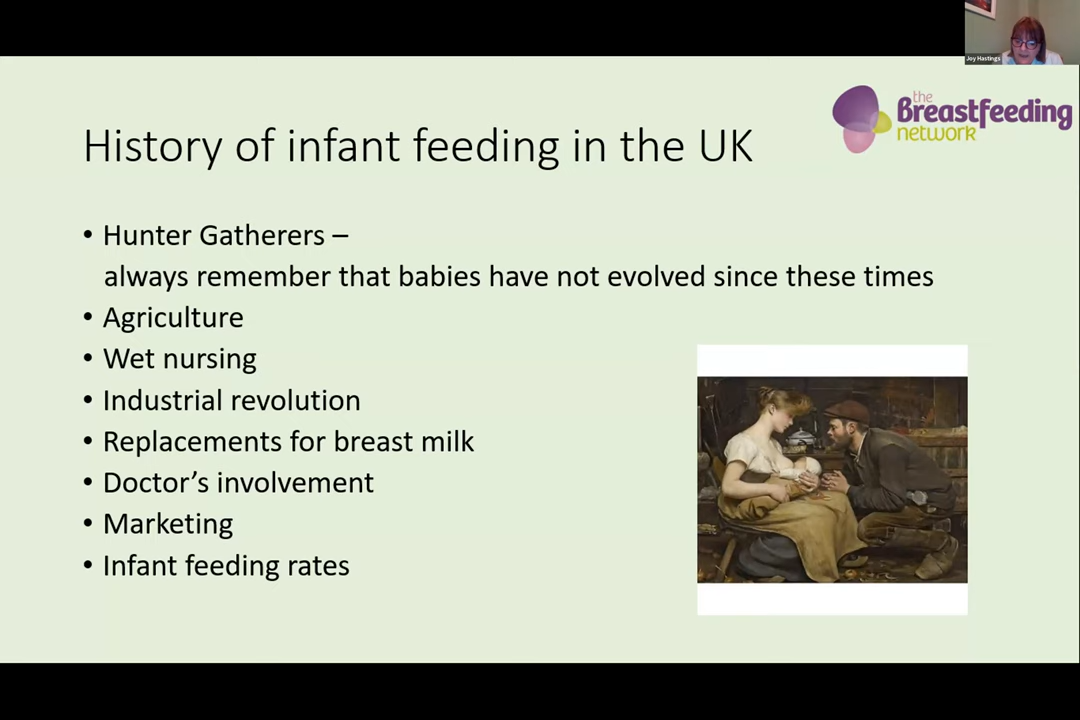 Joy Hastings
the
Breastfeeding
network
History of infant feeding in the UK
• Hunter Gatherers –
always remember that babies have not evolved since these times
• Agriculture
• Wet nursing
• Industrial revolution
• Replacements for breast milk
• Doctor’s involvement
• Marketing
• Infant feeding rates